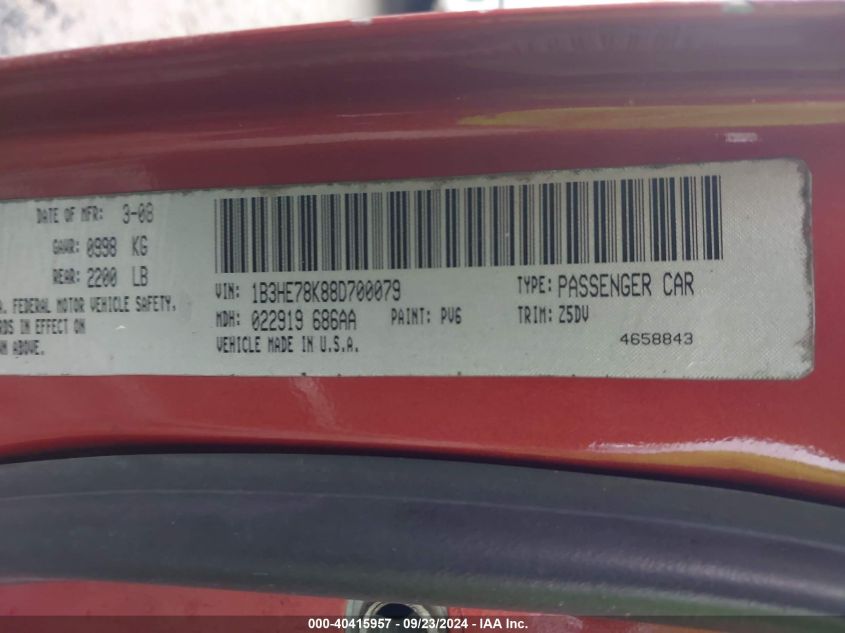 DATE OF MFR: 3-08
GAWR: 0998 KG
REAR: 2200 LB
FEDERAL MOTOR VEHICLE SAFETY,
IN EFFECT ON
ABOVE.
VIN: 1B3HE78K88D700079
TYPE: PASSENGER CAR
MDH: 022919 686AA PAINT: PV6 TRIM: Z5DV
VEHICLE MADE IN U.S.A.
4658843
000-40415957 - 09/23/2024 - IAA Inc.